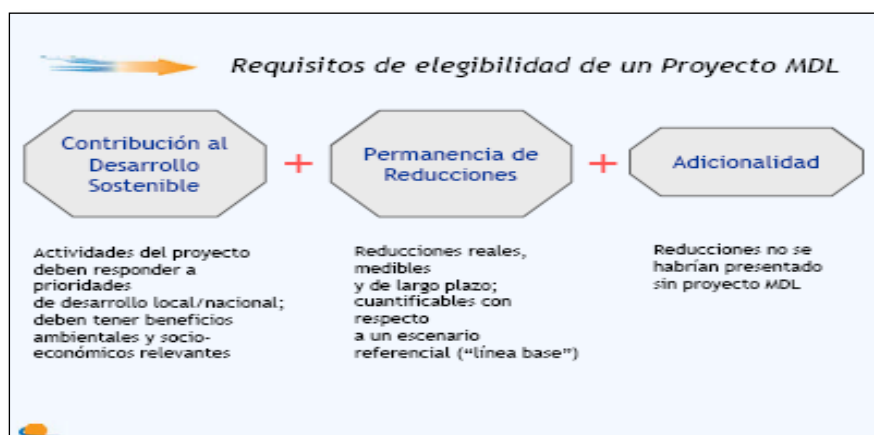 Requisitos de elegibilidad de un Proyecto MDL
Contribución al
Desarrollo
Sostenible
+
Permanencia de
Reducciones
+
Adicionalidad
Actividades del proyecto
deben responder a
prioridades
de desarrollo local/nacional;
deben tener beneficios
ambientales y socio-
económicos relevantes
Reducciones reales,
medibles
y de largo plazo;
cuantificables con
respecto
a un escenario
referencial (“línea base”)
Reducciones no se
habrían presentado
sin proyecto MDL